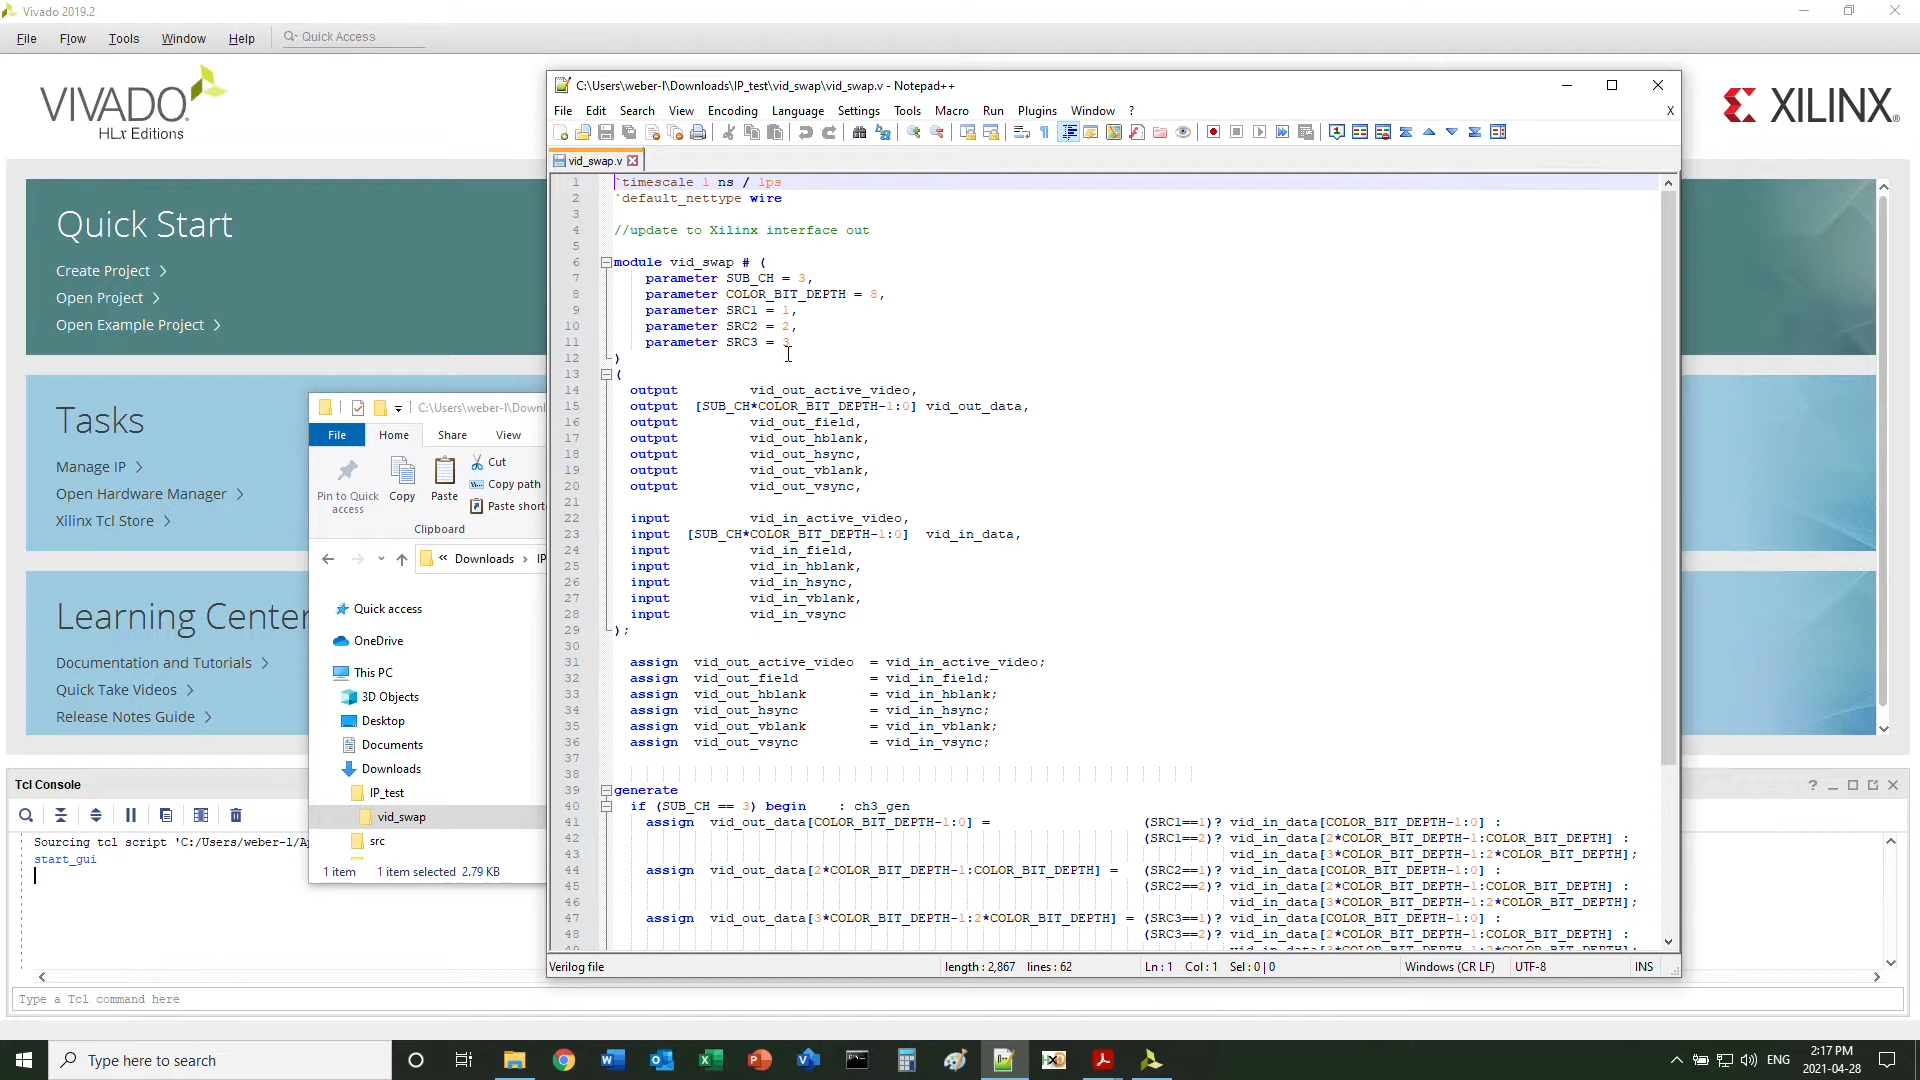 Vivado 2019.2
File Flow Tools Window Help Quick Access
VIVADO
HLx Editions
XILINX
Quick Start
Create Project
Open Project
Open Example Project
Tasks
Manage IP
Open Hardware Manager
Xilinx Tcl Store
Learning Center
Documentation and Tutorials
Quick Take Videos
Release Notes Guide
Tcl Console
start_gui
Type a Tcl command here
File Home Share View
Pin to Quick access
Copy
Paste
Cut
Copy path
Clipboard
« Downloads
Quick access
OneDrive
This PC
3D Objects
Desktop
Documents
Downloads
IP_test
vid_swap
src
1 item 1 item selected 2.79 KB
C:\Users\weber-l\Downloads\IP_test\vid_swap\vid_swap.v - Notepad++
File Edit Search View Encoding Language Settings Tools Macro Run Plugins Window ? X
vid_swap.v
1 `timescale 1 ns / 1ps
2 `default_nettype wire
3
4 //update to Xilinx interface out
5
6 module vid_swap # (
7 parameter SUB_CH = 3,
8 parameter COLOR_BIT_DEPTH = 8,
9 parameter SRC1 = 1,
10 parameter SRC2 = 2,
11 parameter SRC3 = 3
12 )
13 (
14 output vid_out_active_video,
15 output [SUB_CH*COLOR_BIT_DEPTH-1:0] vid_out_data,
16 output vid_out_field,
17 output vid_out_hblank,
18 output vid_out_hsync,
19 output vid_out_vblank,
20 output vid_out_vsync,
21
22 input vid_in_active_video,
23 input [SUB_CH*COLOR_BIT_DEPTH-1:0] vid_in_data,
24 input vid_in_field,
25 input vid_in_hblank,
26 input vid_in_hsync,
27 input vid_in_vblank,
28 input vid_in_vsync
29 );
30
31 assign vid_out_active_video = vid_in_active_video;
32 assign vid_out_field = vid_in_field;
33 assign vid_out_hblank = vid_in_hblank;
34 assign vid_out_hsync = vid_in_hsync;
35 assign vid_out_vblank = vid_in_vblank;
36 assign vid_out_vsync = vid_in_vsync;
37
38
39 generate
40 if (SUB_CH == 3) begin : ch3_gen
41 assign vid_out_data[COLOR_BIT_DEPTH-1:0] = (SRC1==1)? vid_in_data[COLOR_BIT_DEPTH-1:0] :
42 (SRC1==2)? vid_in_data[2*COLOR_BIT_DEPTH-1:COLOR_BIT_DEPTH] :
43 vid_in_data[3*COLOR_BIT_DEPTH-1:2*COLOR_BIT_DEPTH];
44 assign vid_out_data[2*COLOR_BIT_DEPTH-1:COLOR_BIT_DEPTH] = (SRC2==1)? vid_in_data[COLOR_BIT_DEPTH-1:0] :
45 (SRC2==2)? vid_in_data[2*COLOR_BIT_DEPTH-1:COLOR_BIT_DEPTH] :
46 vid_in_data[3*COLOR_BIT_DEPTH-1:2*COLOR_BIT_DEPTH];
47 assign vid_out_data[3*COLOR_BIT_DEPTH-1:2*COLOR_BIT_DEPTH] = (SRC3==1)? vid_in_data[COLOR_BIT_DEPTH-1:0] :
48 (SRC3==2)? vid_in_data[2*COLOR_BIT_DEPTH-1:COLOR_BIT_DEPTH] :
Verilog file length : 2,867 lines : 62 Ln : 1 Col : 1 Sel : 0 | 0 Windows (CR LF) UTF-8 INS
Type here to search
ENG
2:17 PM
2021-04-28